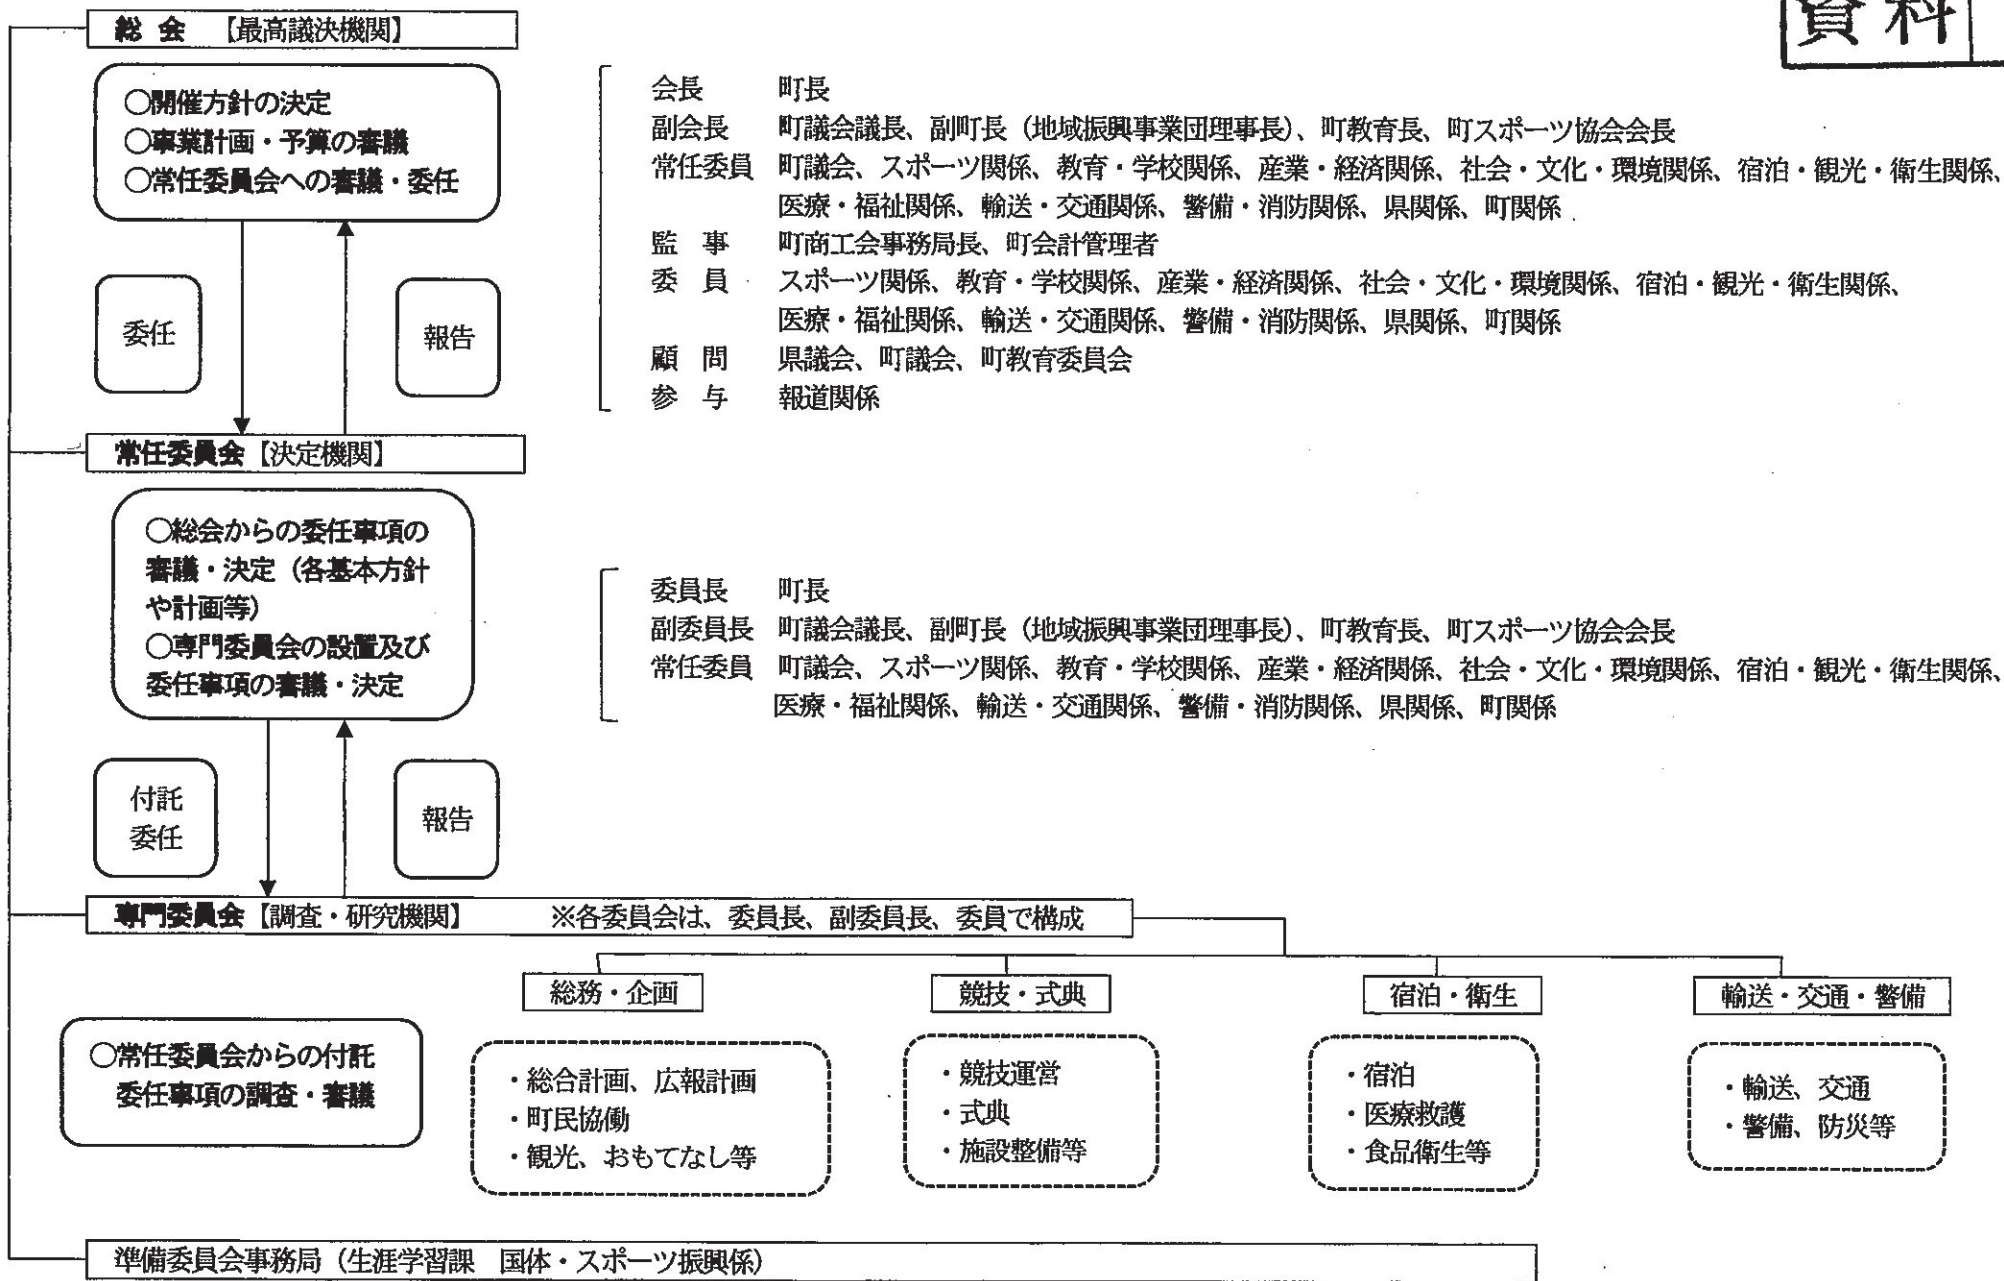 資料
総 会 【最高議決機関】
○開催方針の決定
○事業計画・予算の審議
○常任委員会への審議・委任
会長 町長
副会長 町議会議長、副町長（地域振興事業団理事長）、町教育長、町スポーツ協会会長
常任委員 町議会、スポーツ関係、教育・学校関係、産業・経済関係、社会・文化・環境関係、宿泊・観光・衛生関係、
医療・福祉関係、輸送・交通関係、警備・消防関係、県関係、町関係
監 事 町商工会事務局長、町会計管理者
委 員 スポーツ関係、教育・学校関係、産業・経済関係、社会・文化・環境関係、宿泊・観光・衛生関係、
医療・福祉関係、輸送・交通関係、警備・消防関係、県関係、町関係
顧 問 県議会、町議会、町教育委員会
参 与 報道関係
委任
報告
常任委員会【決定機関】
○総会からの委任事項の
審議・決定（各基本方針
や計画等）
○専門委員会の設置及び
委任事項の審議・決定
委員長 町長
副委員長 町議会議長、副町長（地域振興事業団理事長）、町教育長、町スポーツ協会会長
常任委員 町議会、スポーツ関係、教育・学校関係、産業・経済関係、社会・文化・環境関係、宿泊・観光・衛生関係、
医療・福祉関係、輸送・交通関係、警備・消防関係、県関係、町関係
付託
委任
報告
専門委員会【調査・研究機関】 ※各委員会は、委員長、副委員長、委員で構成
○常任委員会からの付託
委任事項の調査・審議
総務・企画
・総合計画、広報計画
・町民協働
・観光、おもてなし等
競技・式典
・競技運営
・式典
・施設整備等
宿泊・衛生
・宿泊
・医療救護
・食品衛生等
輸送・交通・警備
・輸送、交通
・警備、防災等
準備委員会事務局（生涯学習課 国体・スポーツ振興係）